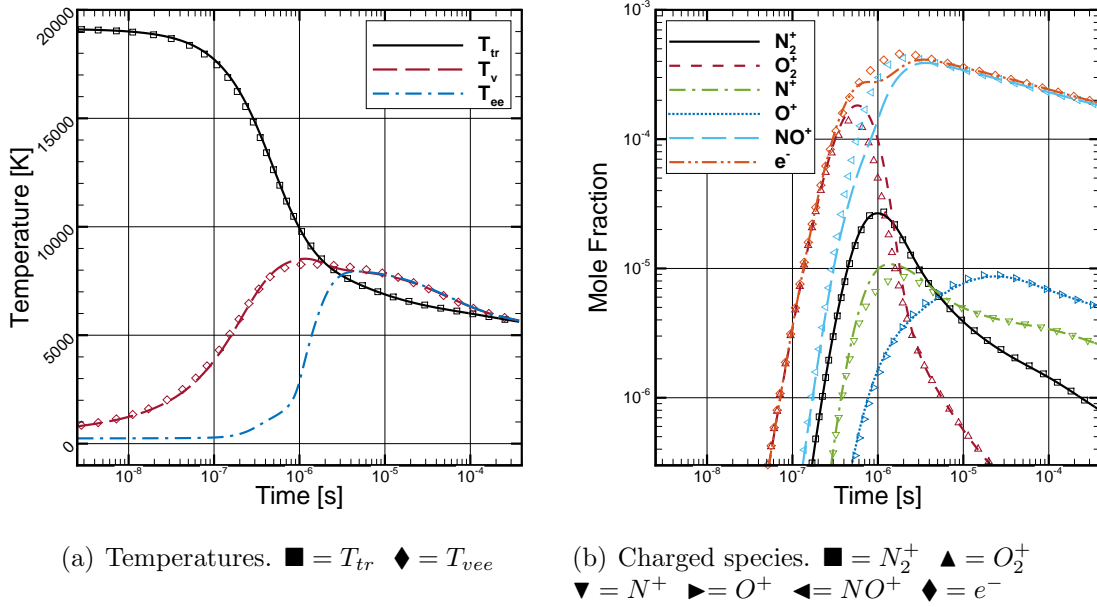 Temperature [K]
20000
15000
10000
5000
0
T_tr
T_v
T_ee
10^-8
10^-7
10^-6
10^-5
10^-4
Time [s]
(a) Temperatures. ■ = T_tr ◆ = T_vee
Mole Fraction
10^-3
10^-4
10^-5
10^-6
N_2^+
O_2^+
N^+
O^+
NO^+
e^-
10^-8
10^-7
10^-6
10^-5
10^-4
Time [s]
(b) Charged species. ■ = N_2^+ ▲ = O_2^+
▼ = N^+ ►= O^+ ◄= NO^+ ◆ = e^-